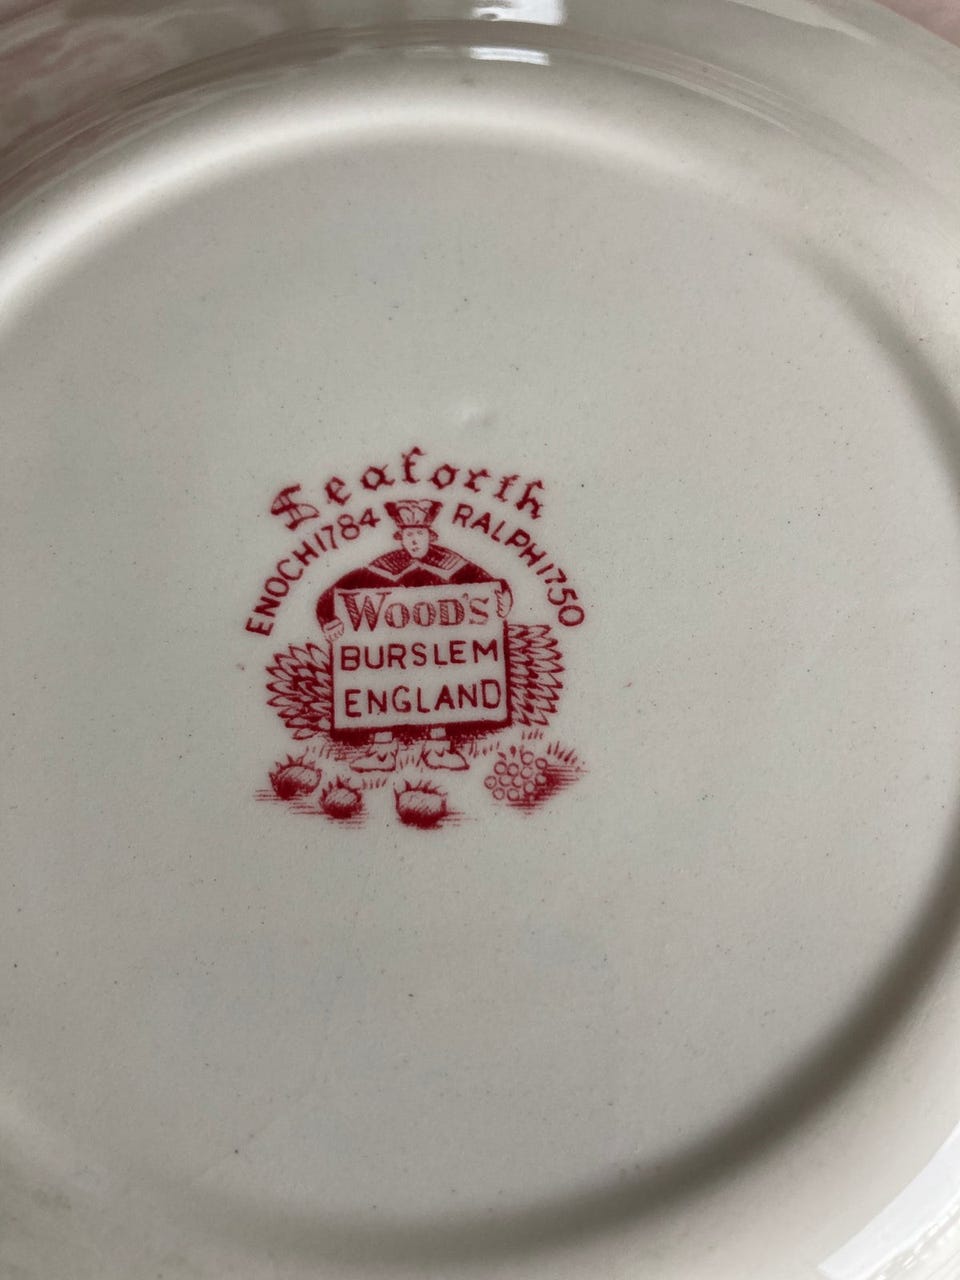 Seaforth
ENOCH 1784 RALPH 1750
WOOD'S
BURSLEM
ENGLAND